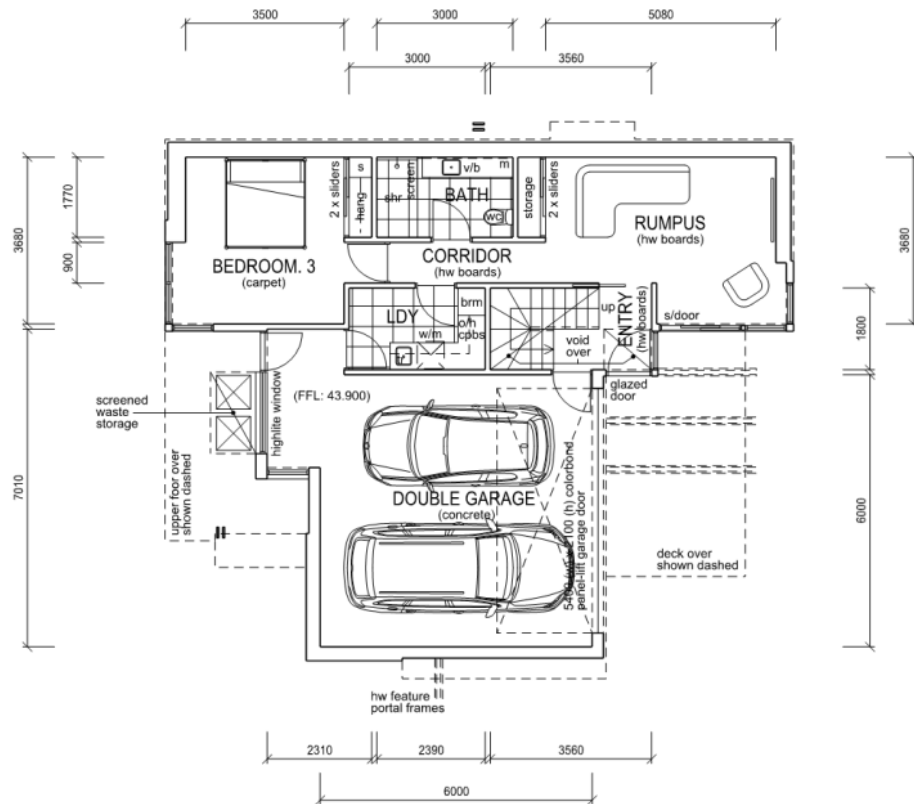 3500
3000
5080
3000
3560
3680
1770
900
3680
2 x sliders
s
hang
shr
screen
v/b
m
BATH
wc
storage
2 x sliders
RUMPUS
(hw boards)
BEDROOM. 3
(carpet)
CORRIDOR
(hw boards)
LDY
brm
o/h
cpbs
w/m
up
void
over
ENTRY
(hw boards)
s/door
1800
glazed
door
screened
waste
storage
highlite window
(FFL: 43.900)
7010
upper foor over
shown dashed
DOUBLE GARAGE
(concrete)
2100 (h) colorbond
panel-lift garage door
deck over
shown dashed
6000
hw feature
portal frames
2310
2390
3560
6000